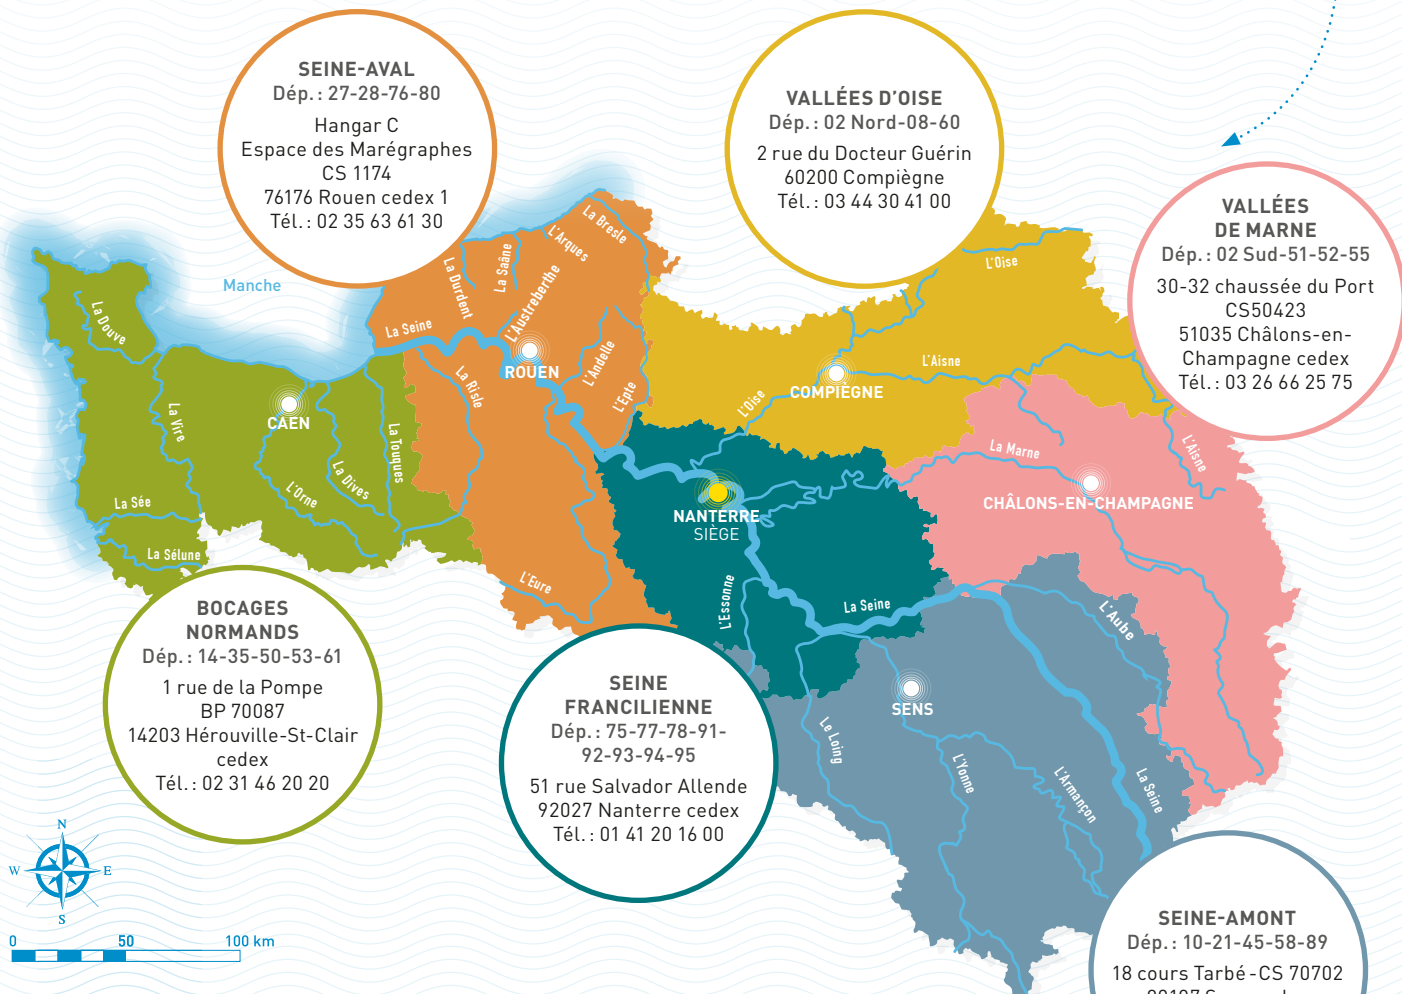 SEINE-AVAL
Dép. : 27-28-76-80
Hangar C
Espace des Marégraphes
CS 1174
76176 Rouen cedex 1
Tél. : 02 35 63 61 30
VALLÉES D'OISE
Dép. : 02 Nord-08-60
2 rue du Docteur Guérin
60200 Compiègne
Tél. : 03 44 30 41 00
VALLÉES
DE MARNE
Dép. : 02 Sud-51-52-55
30-32 chaussée du Port
CS50423
51035 Châlons-en-
Champagne cedex
Tél. : 03 26 66 25 75
Manche
La Bresle
L'Arques
La Saâne
La Durdent
L'Austreberthe
La Seine
ROUEN
L'Andelle
L'Epte
La Risle
L'Eure
La Douve
La Vire
CAEN
La Touques
La Dives
L'Orne
La Sée
La Sélune
L'Oise
L'Aisne
COMPIÈGNE
L'Oise
La Marne
L'Aisne
CHÂLONS-EN-CHAMPAGNE
NANTERRE
SIÈGE
L'Essonne
La Seine
L'Aube
SENS
Le Loing
L'Yonne
L'Armançon
La Seine
BOCAGES
NORMANDS
Dép. : 14-35-50-53-61
1 rue de la Pompe
BP 70087
14203 Hérouville-St-Clair
cedex
Tél. : 02 31 46 20 20
SEINE
FRANCILIENNE
Dép. : 75-77-78-91-
92-93-94-95
51 rue Salvador Allende
92027 Nanterre cedex
Tél. : 01 41 20 16 00
SEINE-AMONT
Dép. : 10-21-45-58-89
18 cours Tarbé - CS 70702
N
W
E
S
0
50
100 km